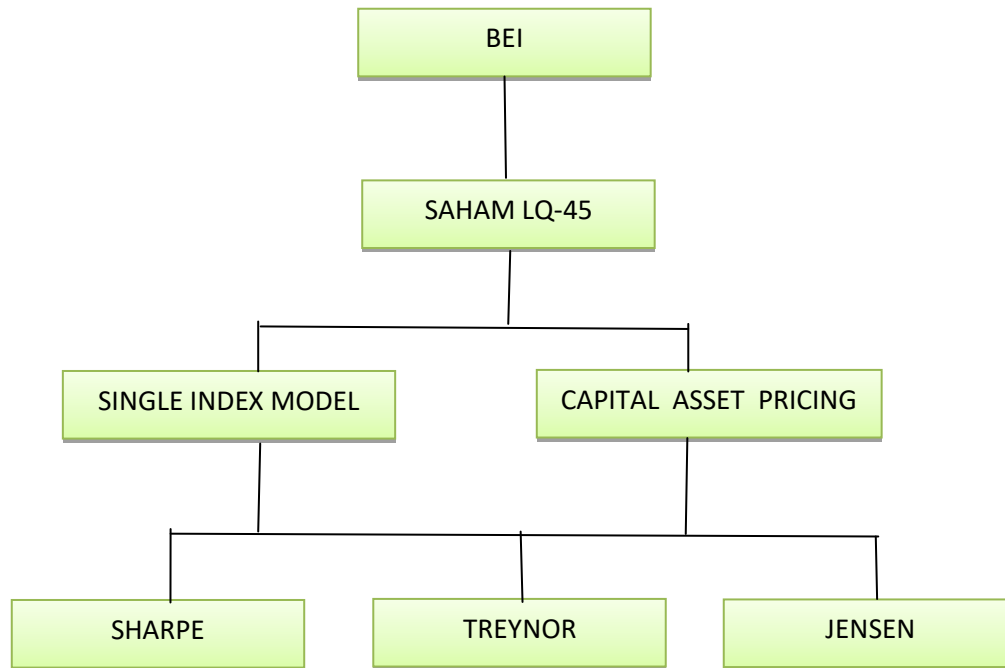 BEI
SAHAM LQ-45
SINGLE INDEX MODEL
CAPITAL ASSET PRICING
SHARPE
TREYNOR
JENSEN